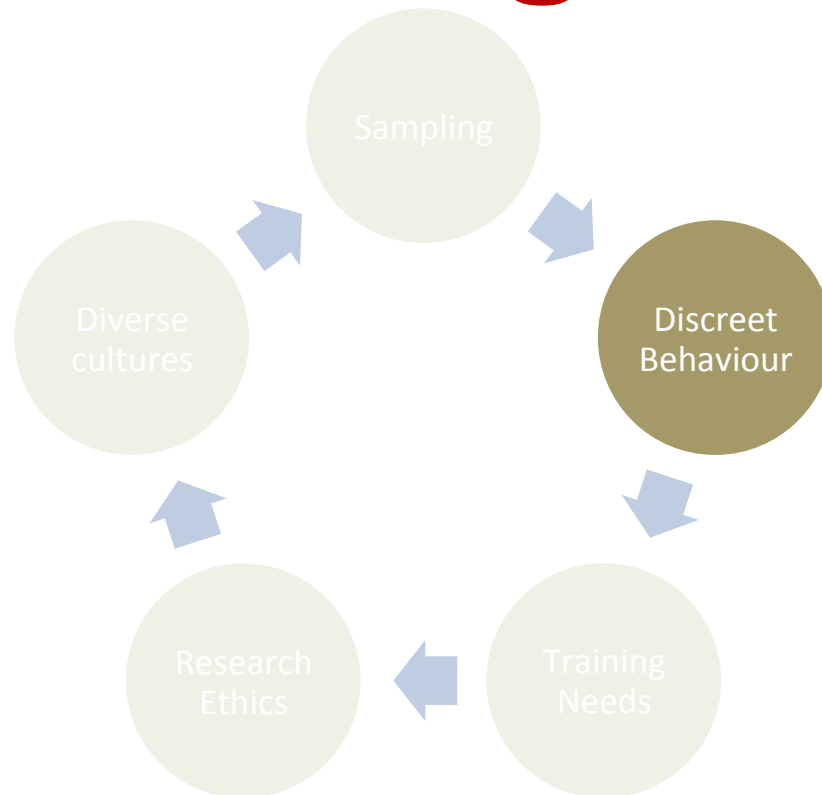 Sampling
Discreet
Behaviour
Training
Needs
Research
Ethics
Diverse
cultures